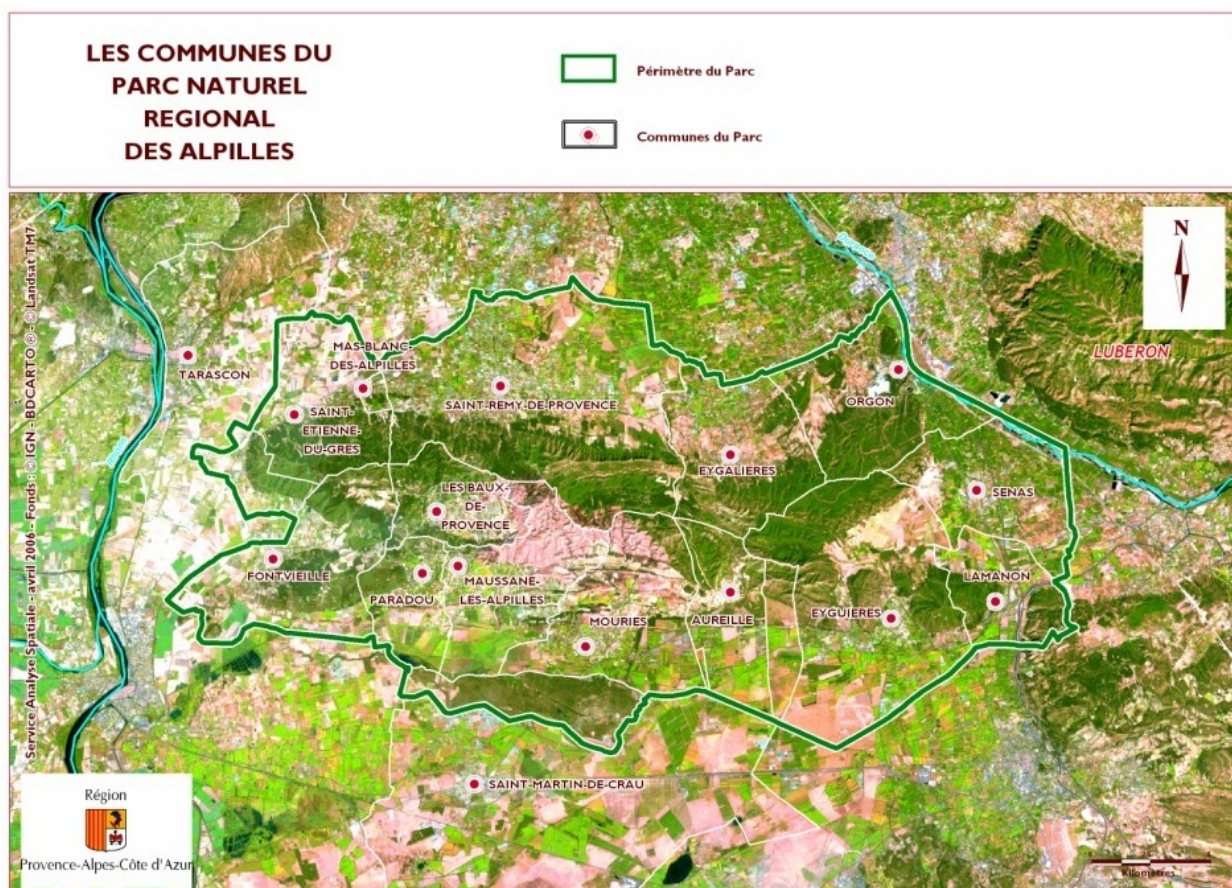 LES COMMUNES DU
PARC NATUREL
REGIONAL
DES ALPILLES
Périmètre du Parc
Communes du Parc
N
LUBERON
TARASCON
MAS-BLANC-
DES-ALPILLES
SAINT-
ETIENNE-
DU-GRES
SAINT-REMY-DE-PROVENCE
ORGON
EYGALIERES
SENAS
LES BAUX-
DE-
PROVENCE
FONTVIEILLE
PARADOU
MAUSSANE-
LES-ALPILLES
MOURIES
AUREILLE
EYGUIERES
LAMANON
SAINT-MARTIN-DE-CRAU
Service Analyse Spatiale - avril 2006 - Fonds : © IGN - BDCARTO ® - © Landsat TM7
Région
Provence-Alpes-Côte d'Azur
Kilomètres